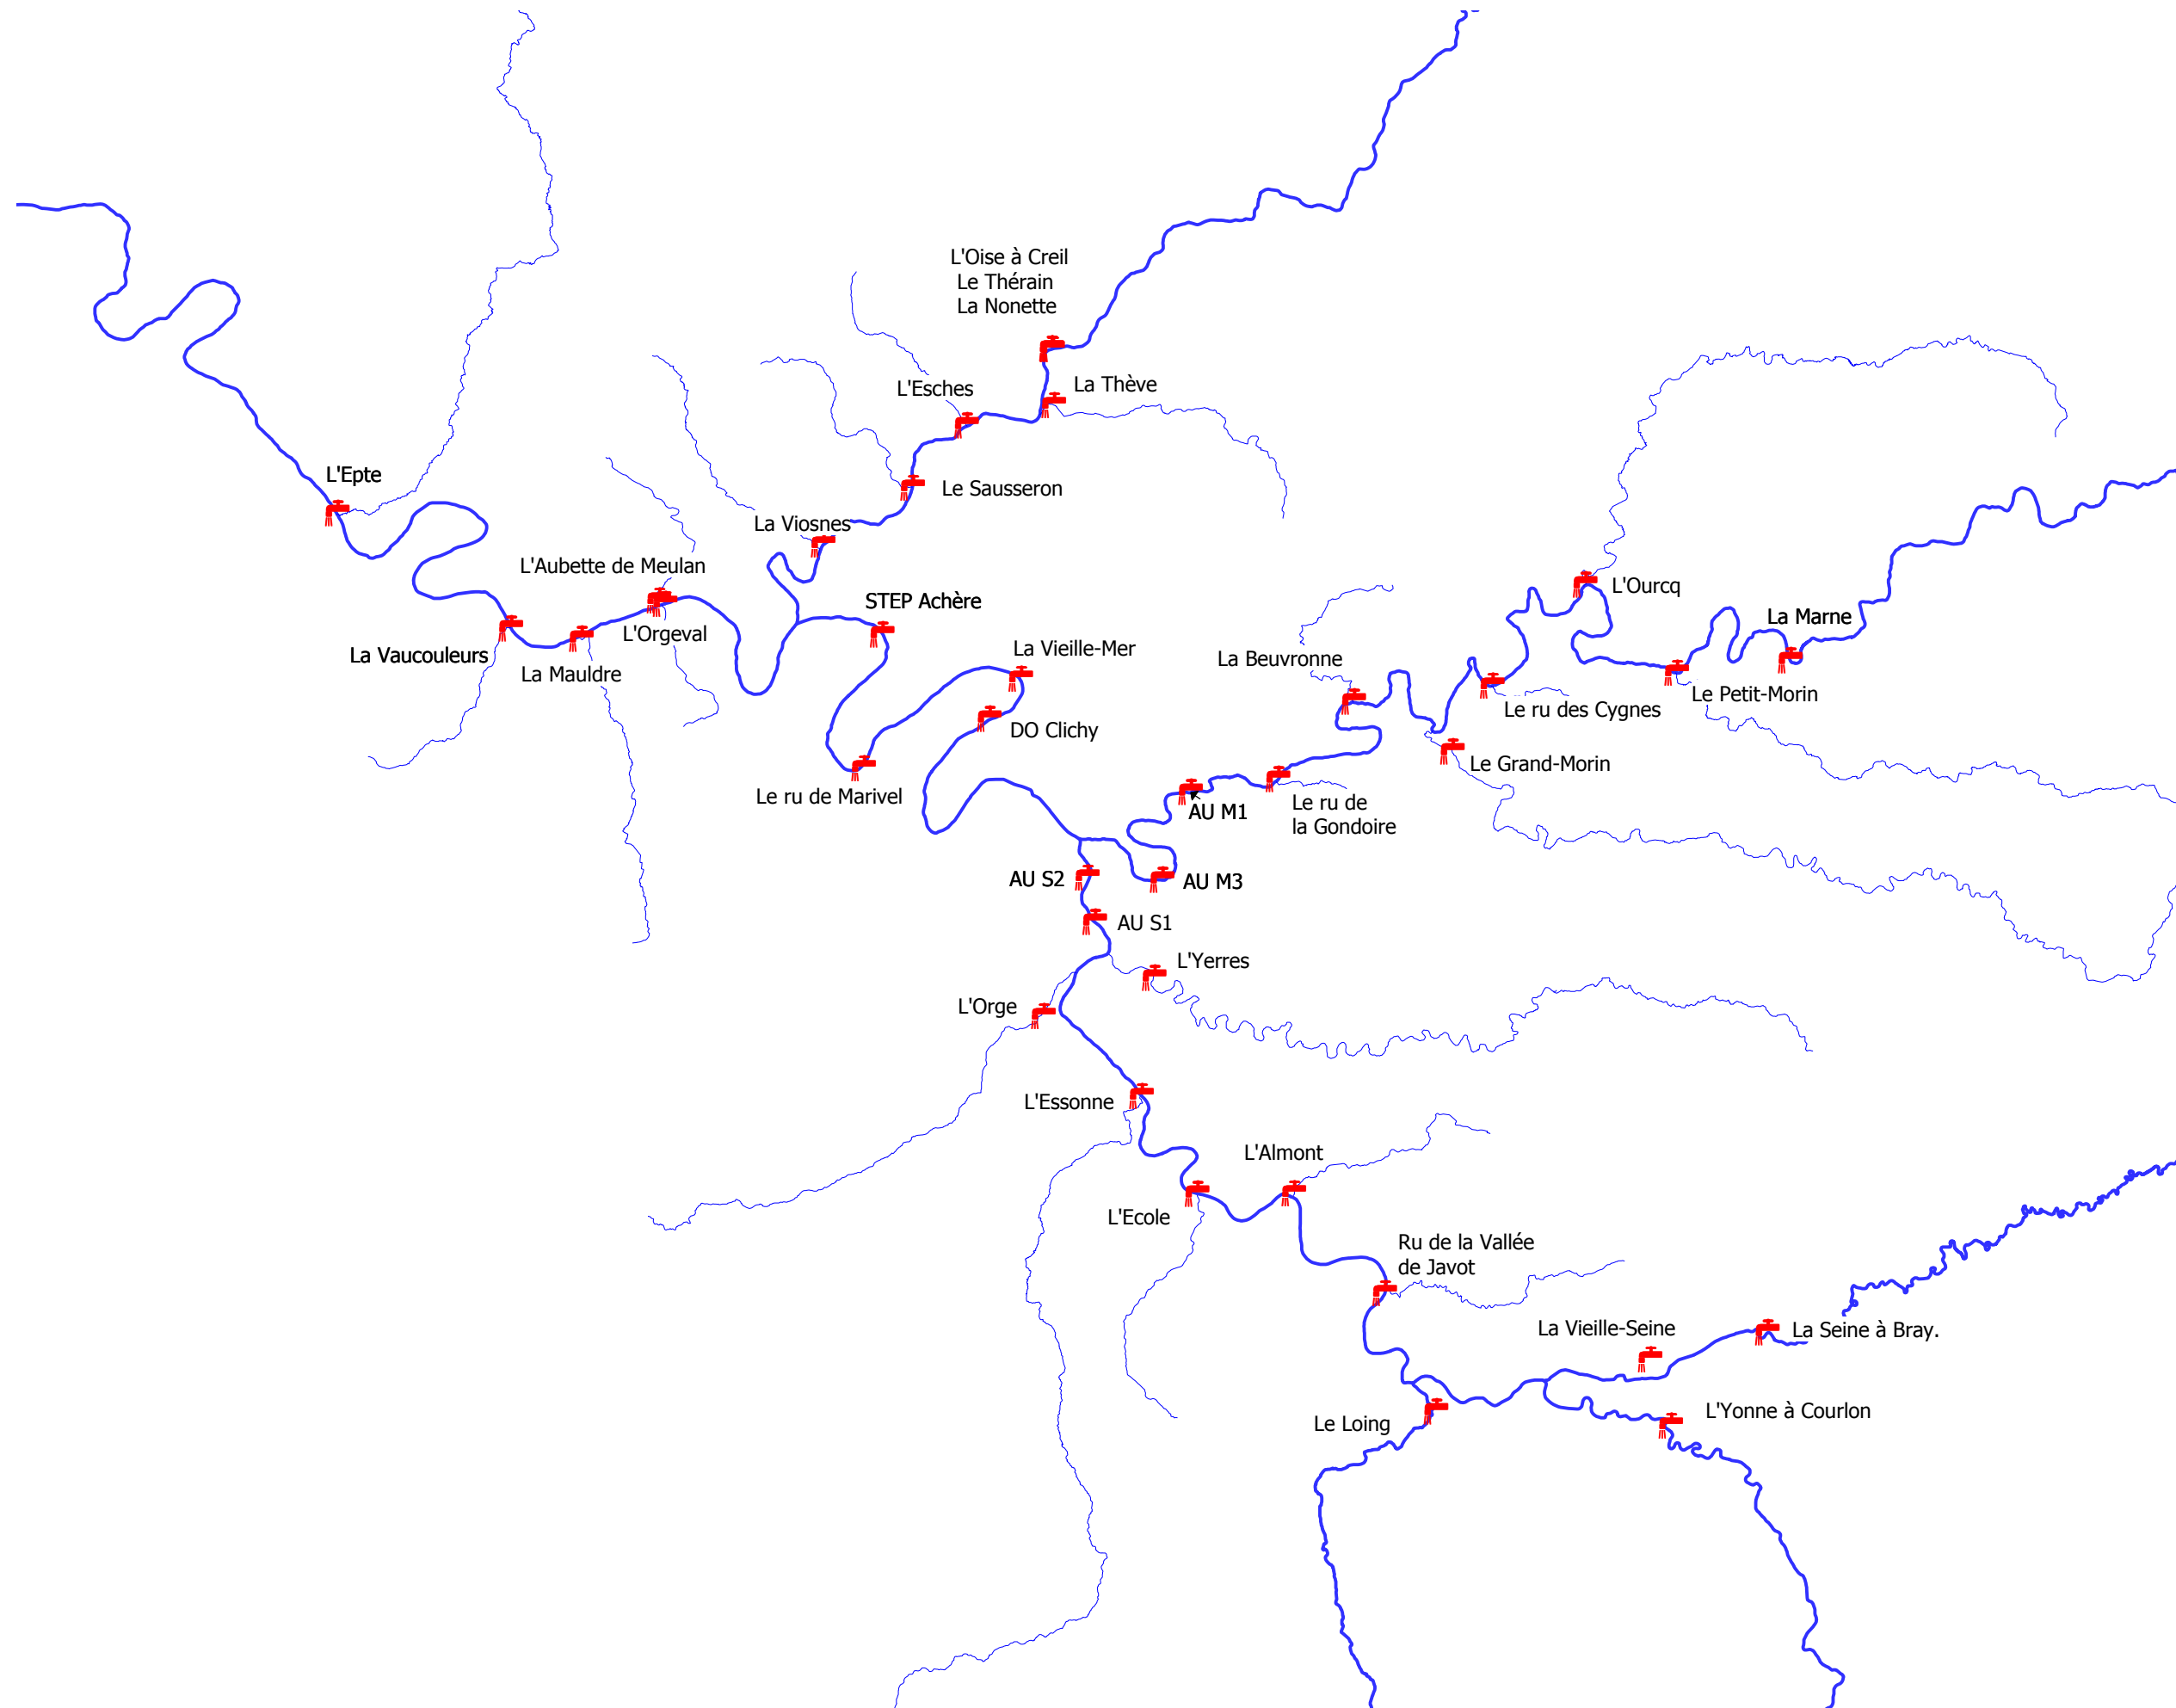 L'Oise à Creil
Le Thérain
La Nonette
La Thève
L'Esches
L'Epte
Le Sausseron
La Viosnes
L'Aubette de Meulan
L'Ourcq
STEP Achère
La Marne
L'Orgeval
La Vieille-Mer
La Vaucouleurs
La Beuvronne
La Mauldre
Le Petit-Morin
Le ru des Cygnes
DO Clichy
Le Grand-Morin
Le ru de Marivel
Le ru de
la Gondoire
AU M1
AU S2
AU M3
AU S1
L'Yerres
L'Orge
L'Essonne
L'Almont
L'Ecole
Ru de la Vallée
de Javot
La Vieille-Seine
La Seine à Bray.
L'Yonne à Courlon
Le Loing